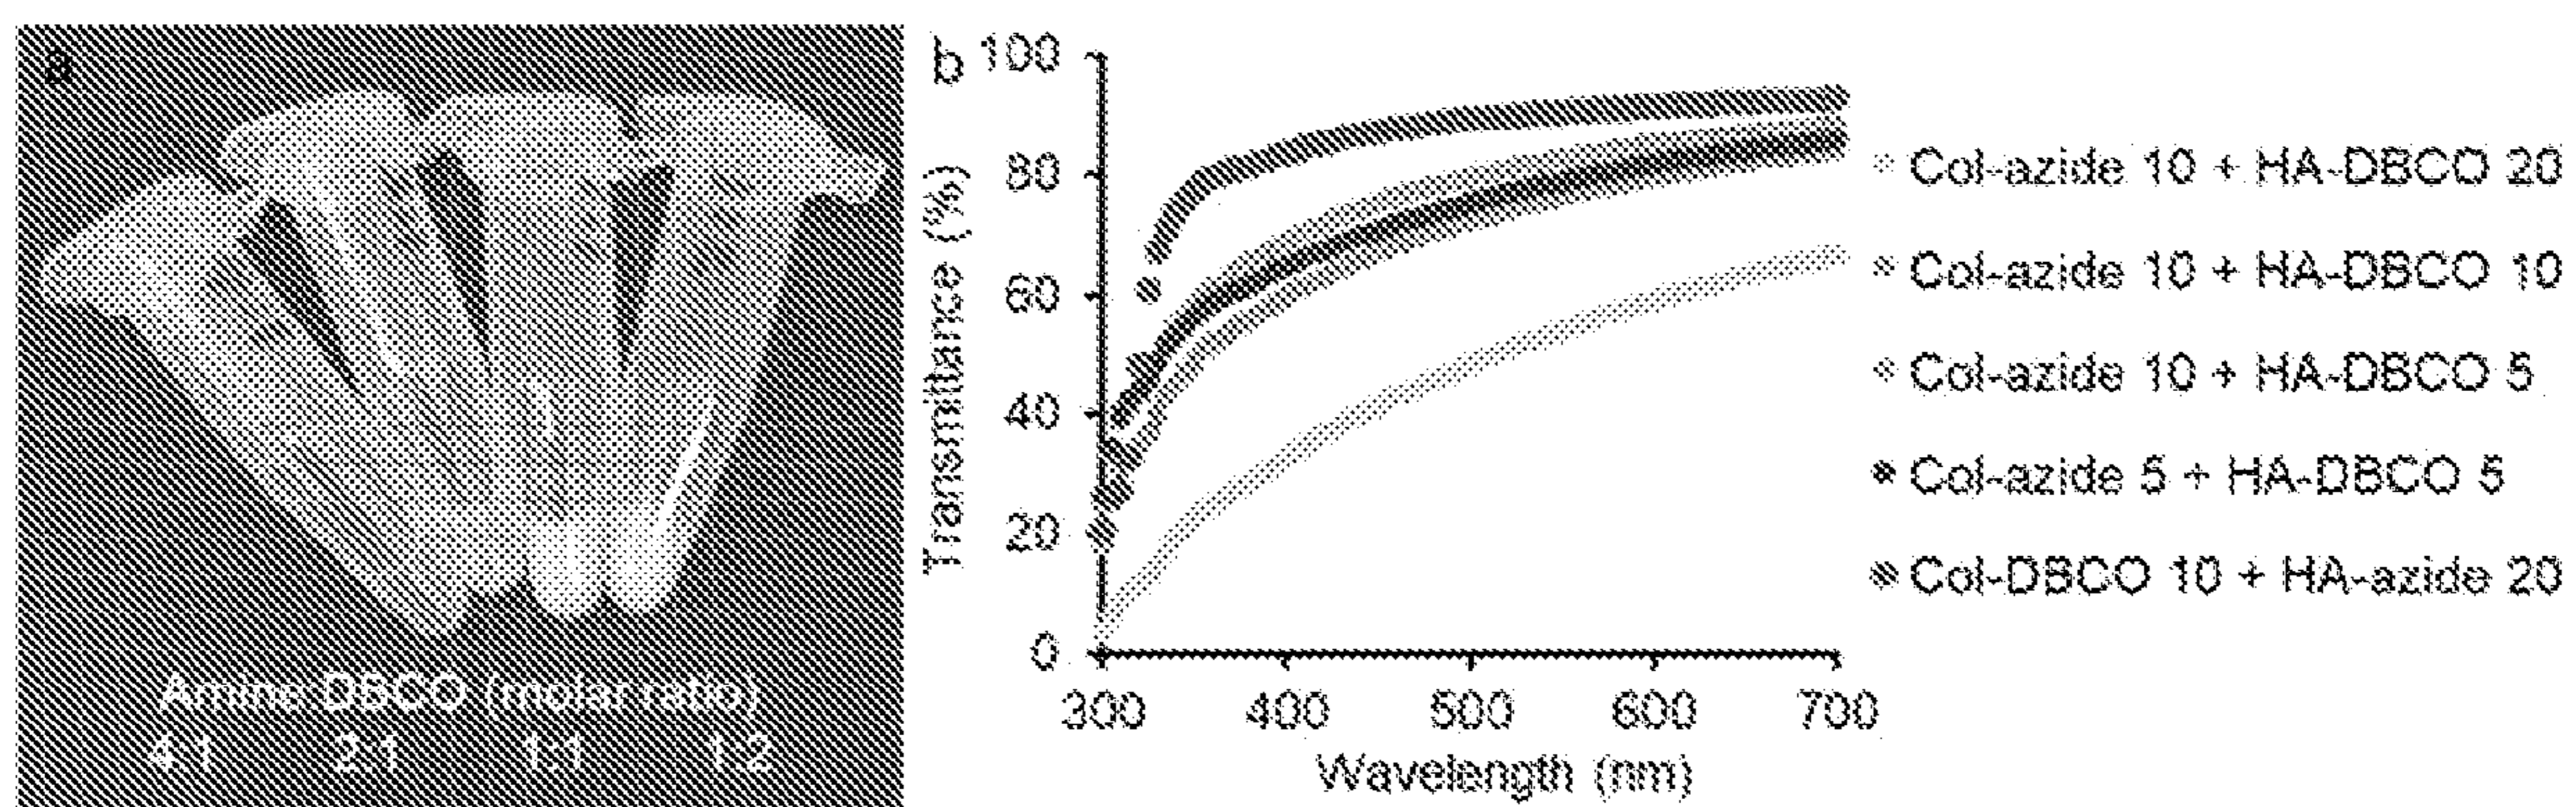 a
Amine:DBCO (molar ratio)
4:1 2:1 1:1 1:2
b
Transmittance (%)
100
80
60
40
20
0
300 400 500 600 700
Wavelength (nm)
Col-azide 10 + HA-DBCO 20
Col-azide 10 + HA-DBCO 10
Col-azide 10 + HA-DBCO 5
Col-azide 5 + HA-DBCO 5
Col-DBCO 10 + HA-azide 20